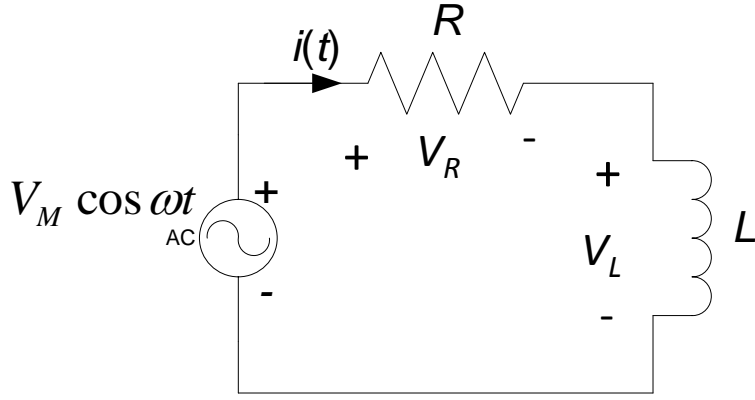 R
i(t)
+ V_R -
V_M cos ωt
AC
+
-
+
V_L
-
L